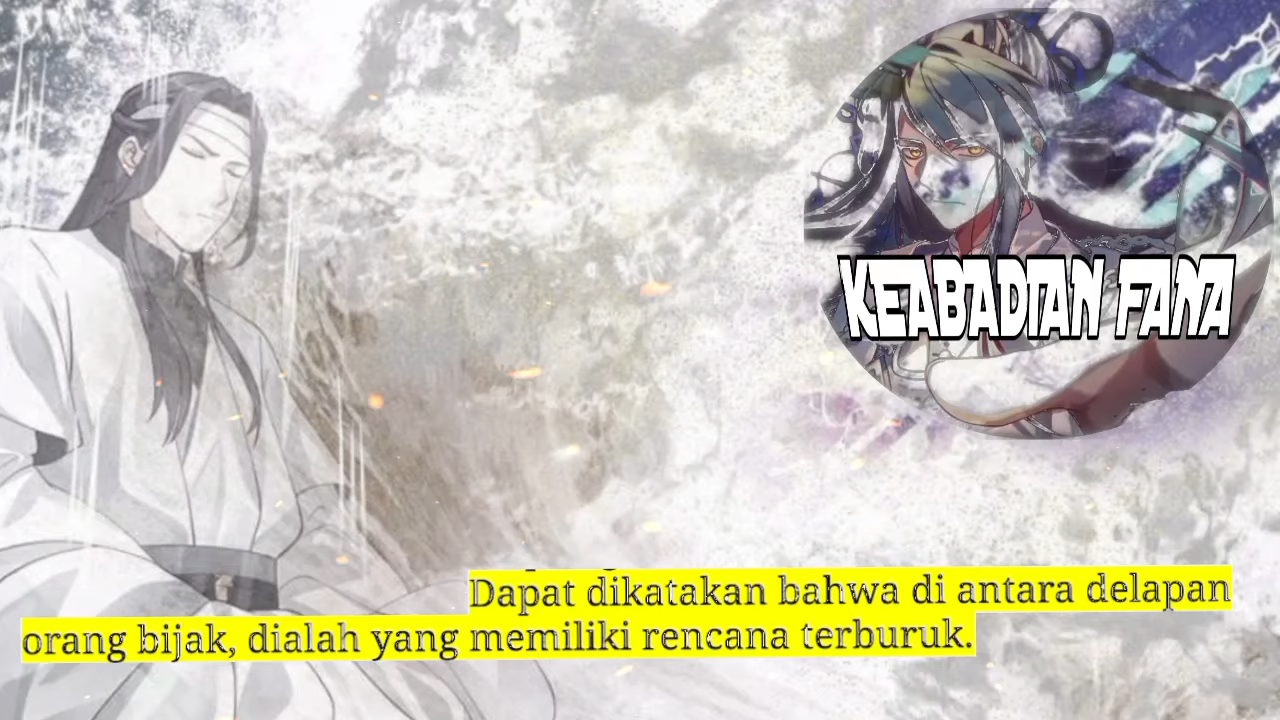 KEABADIAN FANA
Dapat dikatakan bahwa di antara delapan
orang bijak, dialah yang memiliki rencana terburuk.